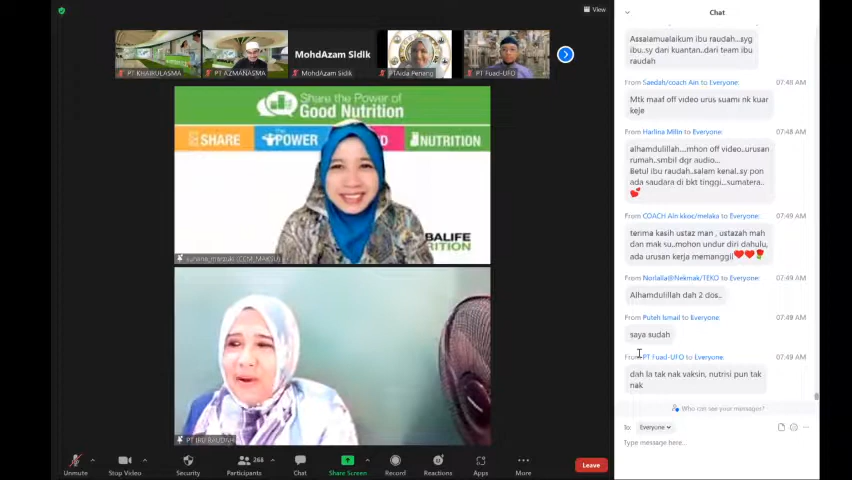 View
Chat
PT KHAIRULASMA
PT AZMANASMA
MohdAzam Sidik
MohdAzam Sidik
PTAida Penang
PT Fuad-UFO
Share the Power of
Good Nutrition
SHARE
POWER
NUTRITION
suriana_marzuki (CCM_MAKSU)
Assalamualaikum ibu raudah...syg
ibu..sy dari kuantan..dari team ibu
raudah
From Saedah/coach Ain to Everyone:
07:48 AM
Mtk maaf off video urus suami nk kuar
keje
From Harlina Millin to Everyone:
07:48 AM
alhamdulillah....mhon off video..urusan
rumah..smbil dgr audio...
Betul ibu raudah..salam kenal..sy pon
ada saudara di bkt tinggi...sumatera..
From COACH Ain kkoc/melaka to Everyone:
07:49 AM
terima kasih ustaz man , ustazah mah
dan mak su..mohon undur diri dahulu,
ada urusan kerja memanggil
From Norlaila@Nekmak/TEKO to Everyone:
07:49 AM
Alhamdulillah dah 2 dos..
From Puteh Ismail to Everyone:
07:49 AM
saya sudah
From PT Fuad-UFO to Everyone:
07:49 AM
dah la tak nak vaksin, nutrisi pun tak
nak
Who can see your messages?
To: Everyone
Type message here...
Unmute
Stop Video
Security
266
Participants
Chat
Share Screen
Record
Reactions
Apps
More
Leave